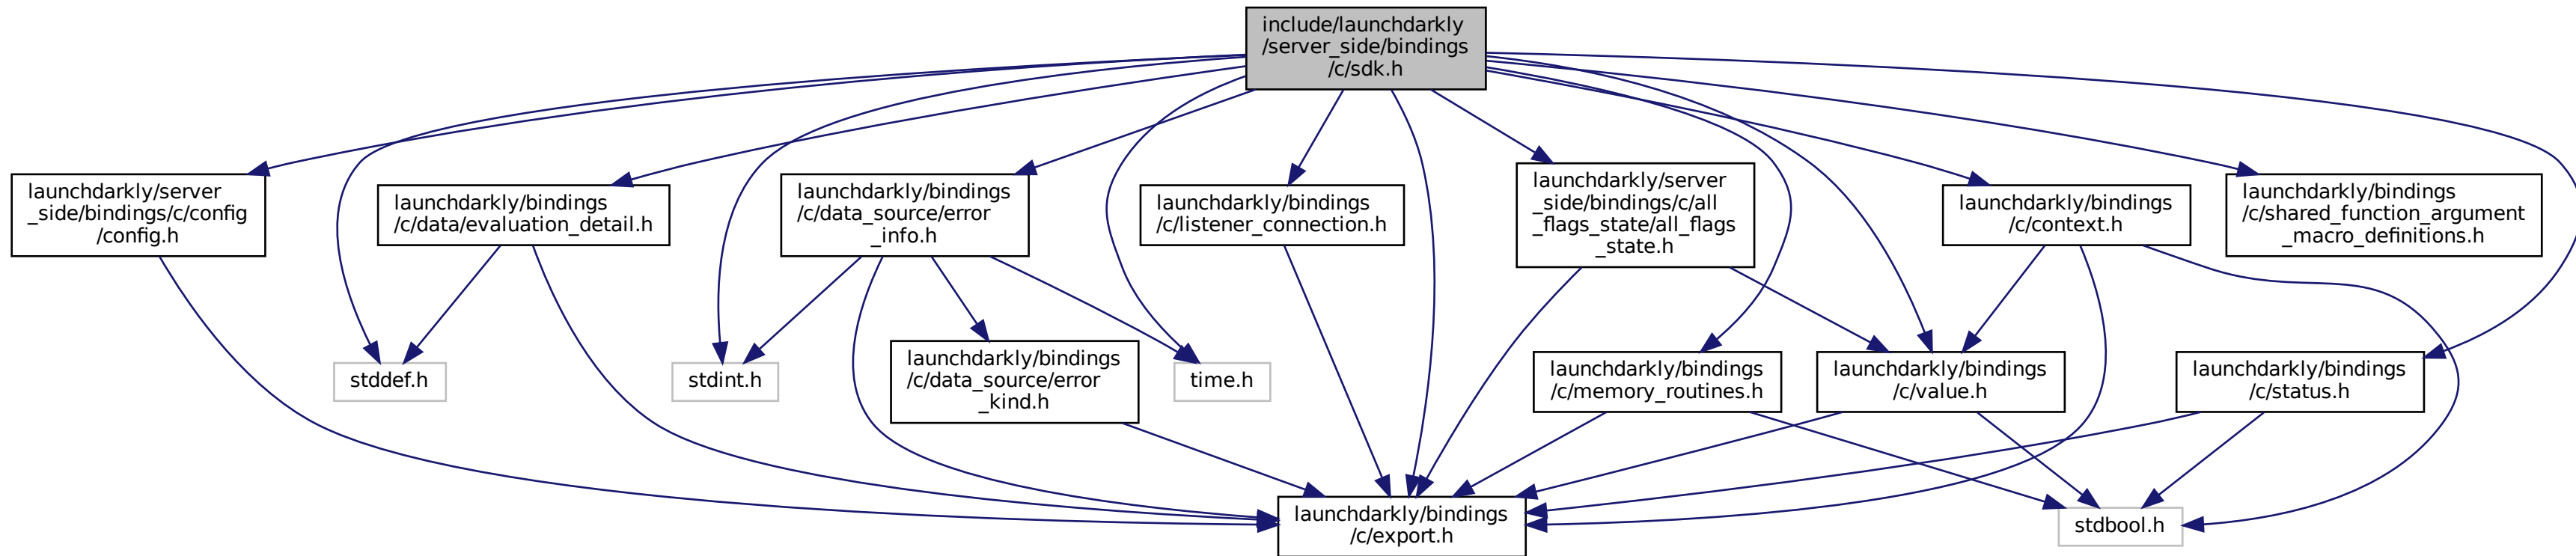 include/launchdarkly
/server_side/bindings
/c/sdk.h
launchdarkly/server
_side/bindings/c/config
/config.h
launchdarkly/bindings
/c/data/evaluation_detail.h
launchdarkly/bindings
/c/data_source/error
_info.h
launchdarkly/bindings
/c/listener_connection.h
launchdarkly/server
_side/bindings/c/all
_flags_state/all_flags
_state.h
launchdarkly/bindings
/c/context.h
launchdarkly/bindings
/c/shared_function_argument
_macro_definitions.h
stddef.h
stdint.h
launchdarkly/bindings
/c/data_source/error
_kind.h
time.h
launchdarkly/bindings
/c/memory_routines.h
launchdarkly/bindings
/c/value.h
launchdarkly/bindings
/c/status.h
launchdarkly/bindings
/c/export.h
stdbool.h